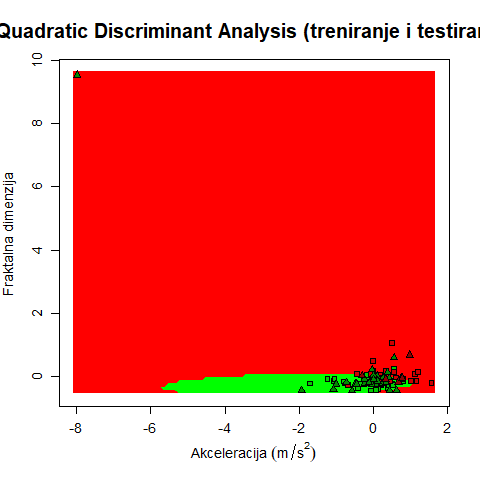 Quadratic Discriminant Analysis (treniranje i testiran
Fraktalna dimenzija
10
8
6
4
2
0
-8 -6 -4 -2 0 2
Akceleracija (m/s²)